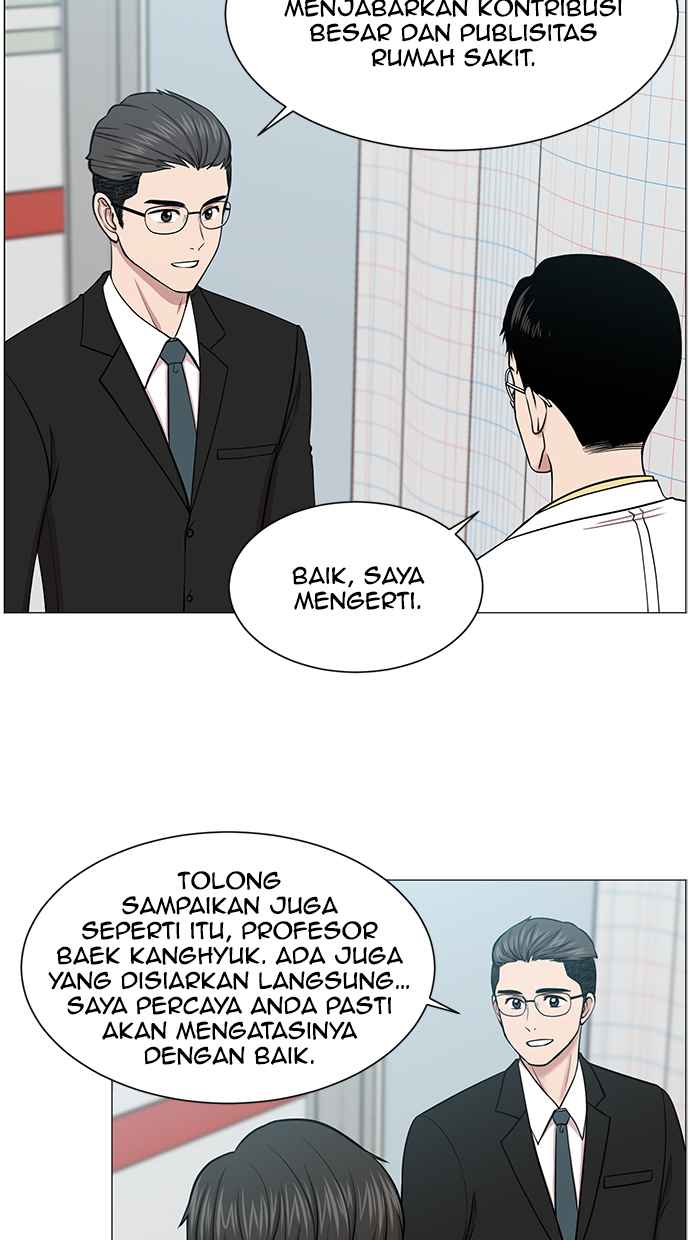 MENJABARKAN KONTRIBUSI
BESAR DAN PUBLISITAS
RUMAH SAKIT.
BAIK, SAYA
MENGERTI.
TOLONG
SAMPAIKAN JUGA
SEPERTI ITU, PROFESOR
BAEK KANGHYUK. ADA JUGA
YANG DISIARKAN LANGSUNG...
SAYA PERCAYA ANDA PASTI
AKAN MENGATASINYA
DENGAN BAIK.